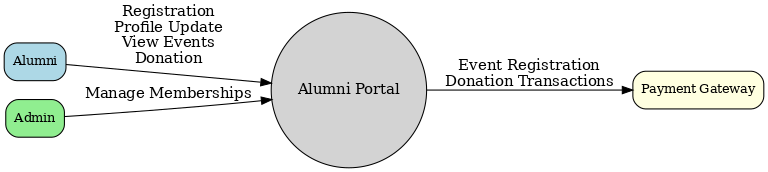 Registration
Profile Update
View Events
Donation
Alumni
Manage Memberships
Admin
Alumni Portal
Event Registration
Donation Transactions
Payment Gateway